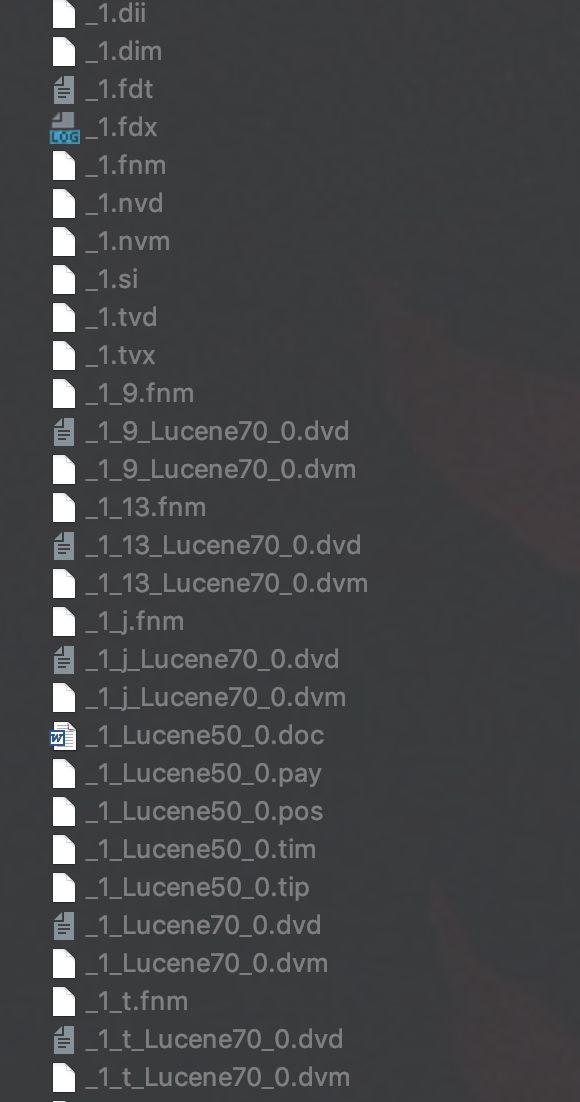 _1.dii
_1.dim
_1.fdt
LOG _1.fdx
_1.fnm
_1.nvd
_1.nvm
_1.si
_1.tvd
_1.tvx
_1_9.fnm
_1_9_Lucene70_0.dvd
_1_9_Lucene70_0.dvm
_1_13.fnm
_1_13_Lucene70_0.dvd
_1_13_Lucene70_0.dvm
_1_j.fnm
_1_j_Lucene70_0.dvd
_1_j_Lucene70_0.dvm
W _1_Lucene50_0.doc
_1_Lucene50_0.pay
_1_Lucene50_0.pos
_1_Lucene50_0.tim
_1_Lucene50_0.tip
_1_Lucene70_0.dvd
_1_Lucene70_0.dvm
_1_t.fnm
_1_t_Lucene70_0.dvd
_1_t_Lucene70_0.dvm